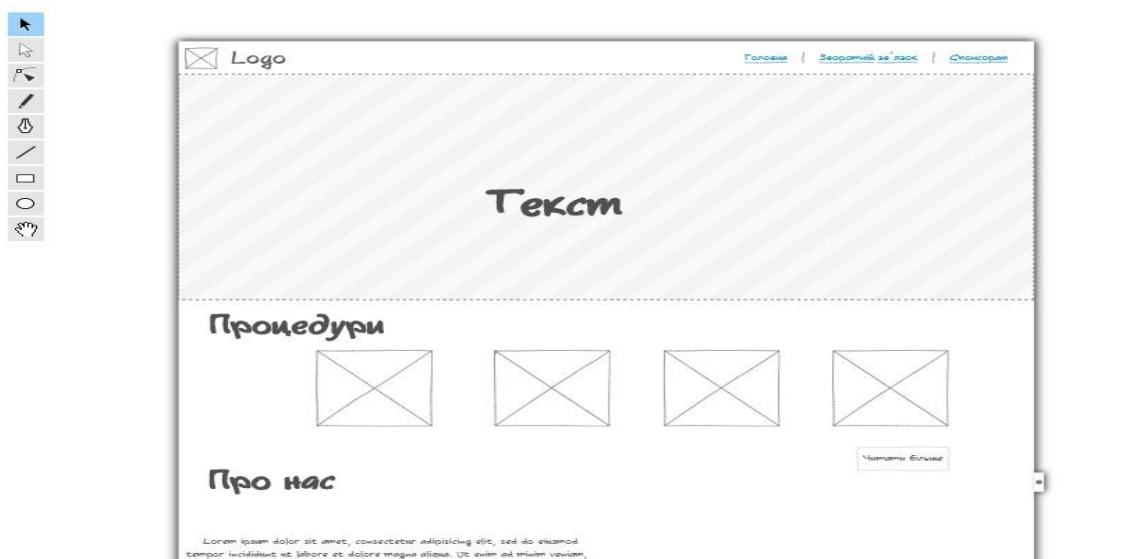 Logo
Головна | Зворотній зв'язок | Спонсорам
Текст
Процедури
Читати більше
Про нас
Lorem ipsum dolor sit amet, consectetur adipisicing elit, sed do eiusmod
tempor incididunt ut labore et dolore magna aliqua. Ut enim ad minim veniam,